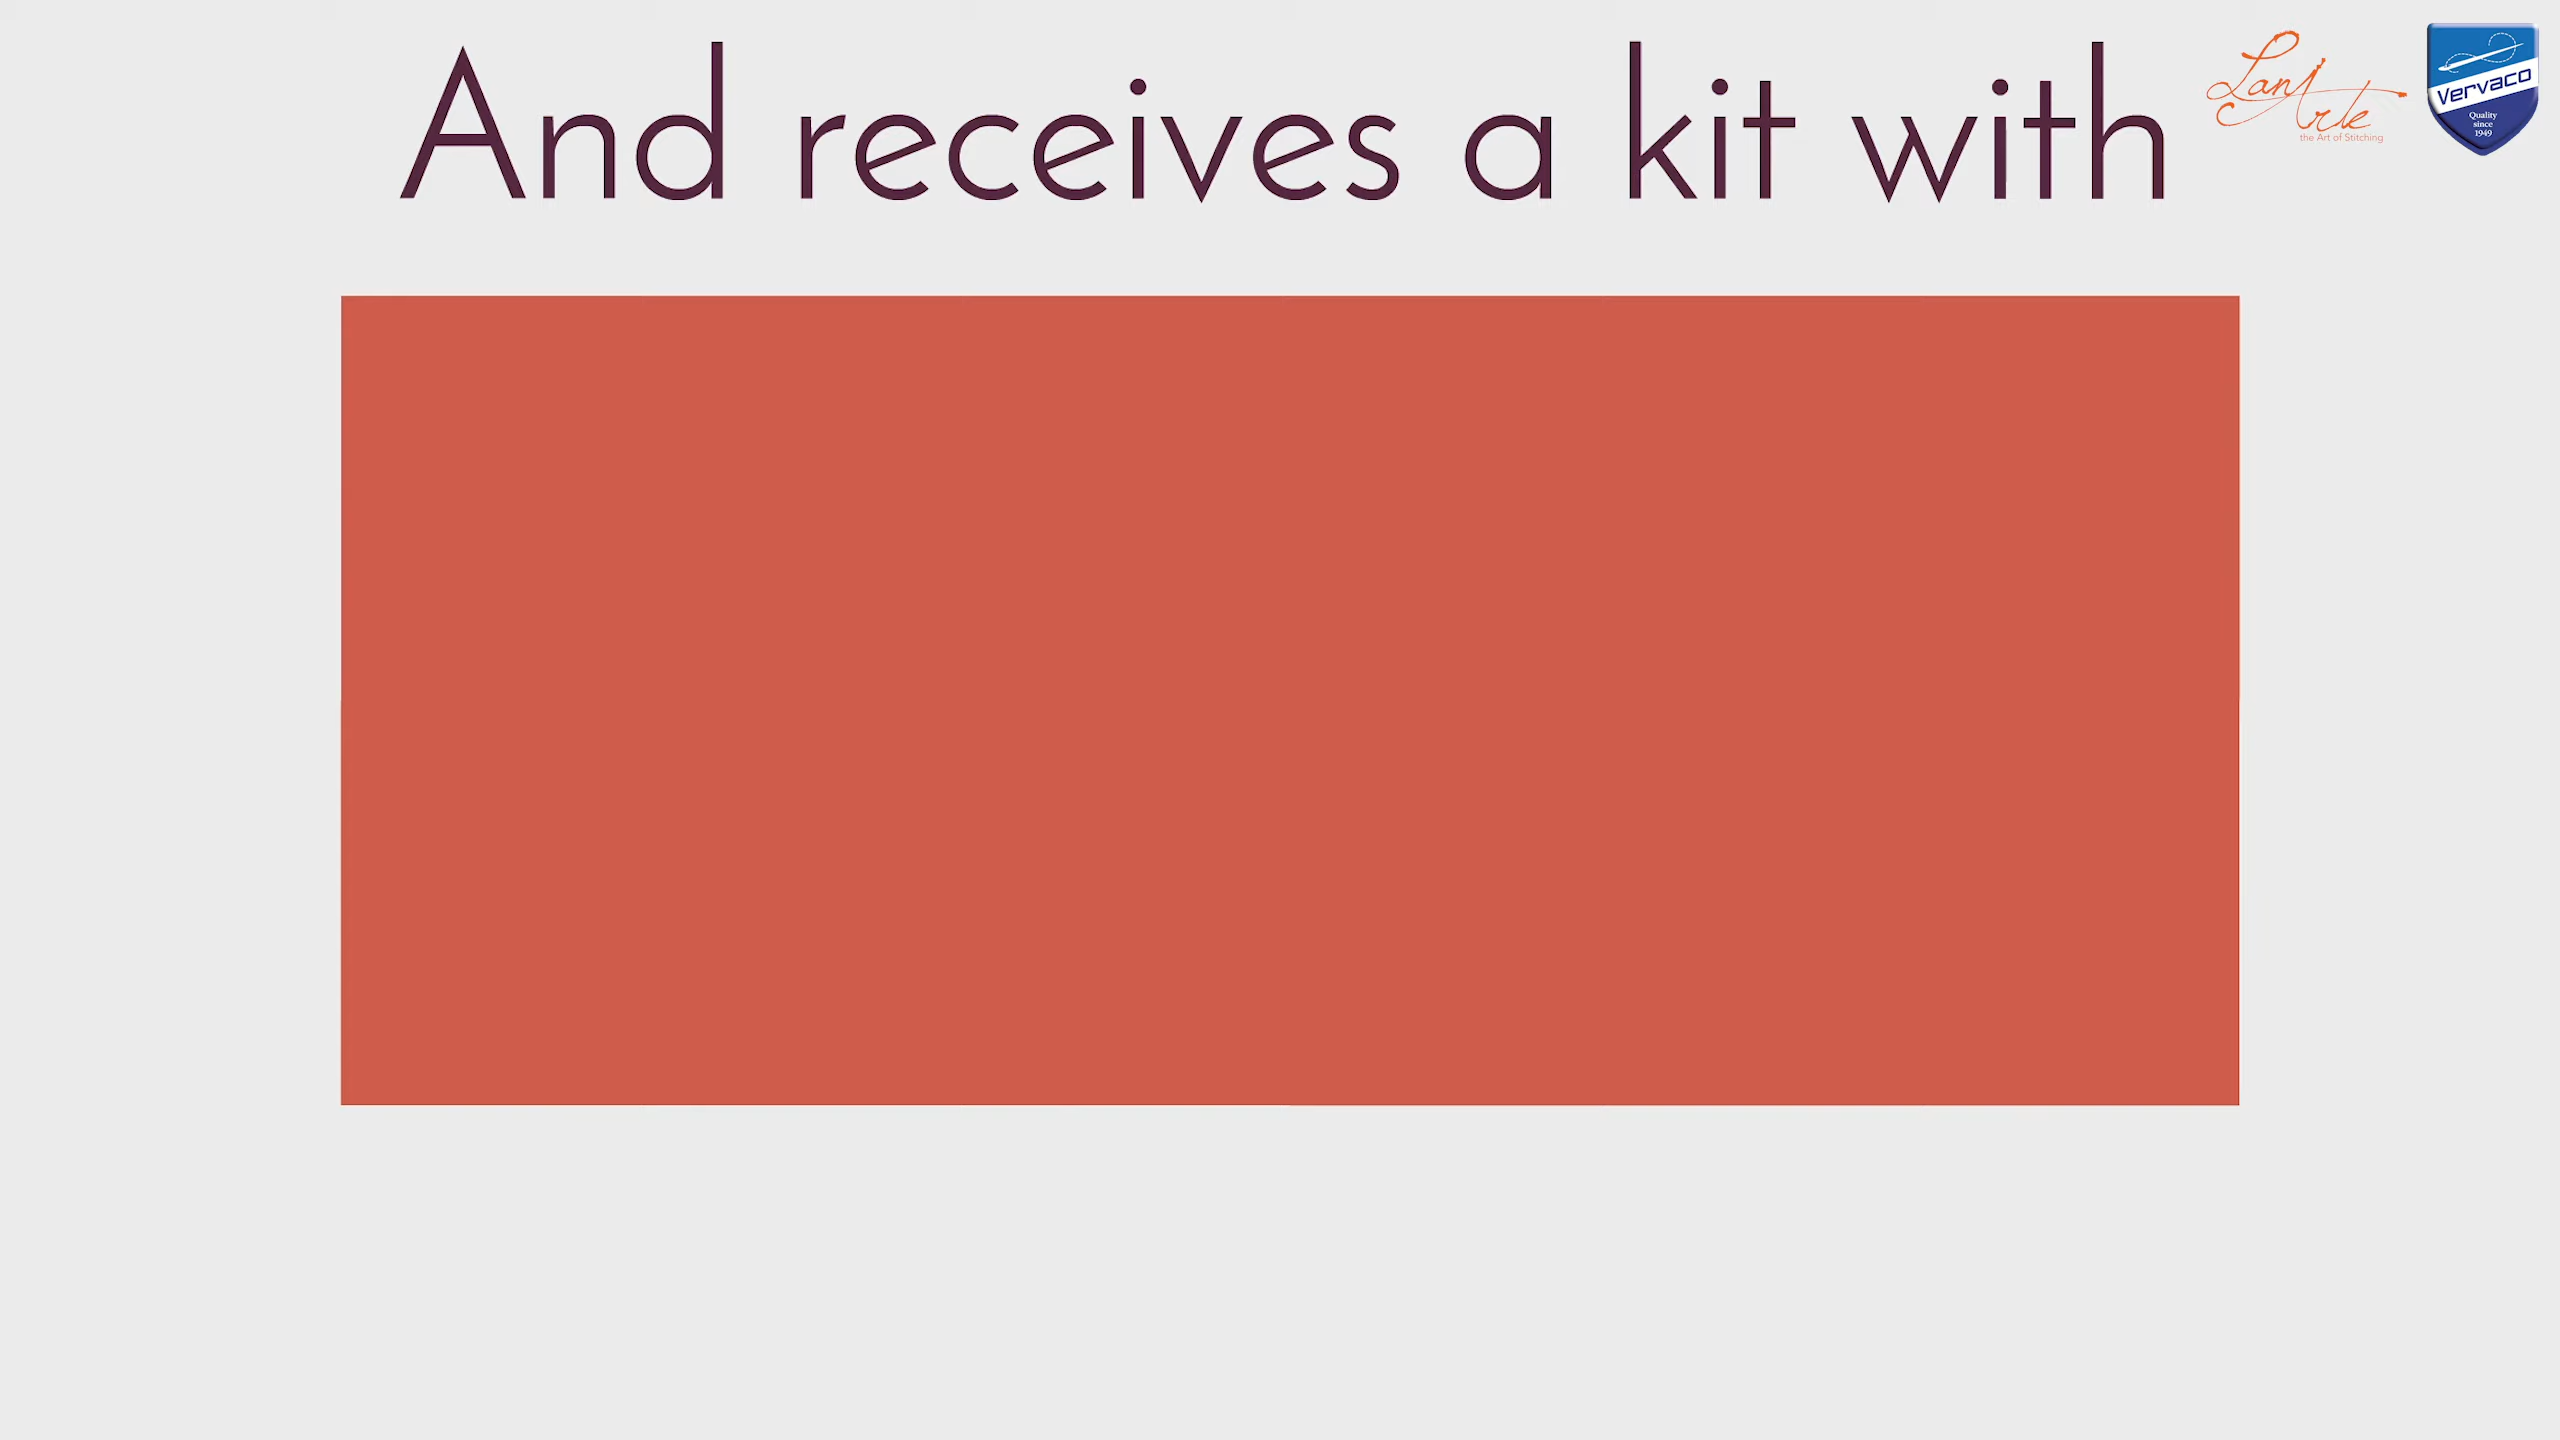 And receives a kit with
LanArte
the Art of Stitching
Vervaco
Quality
since
1949